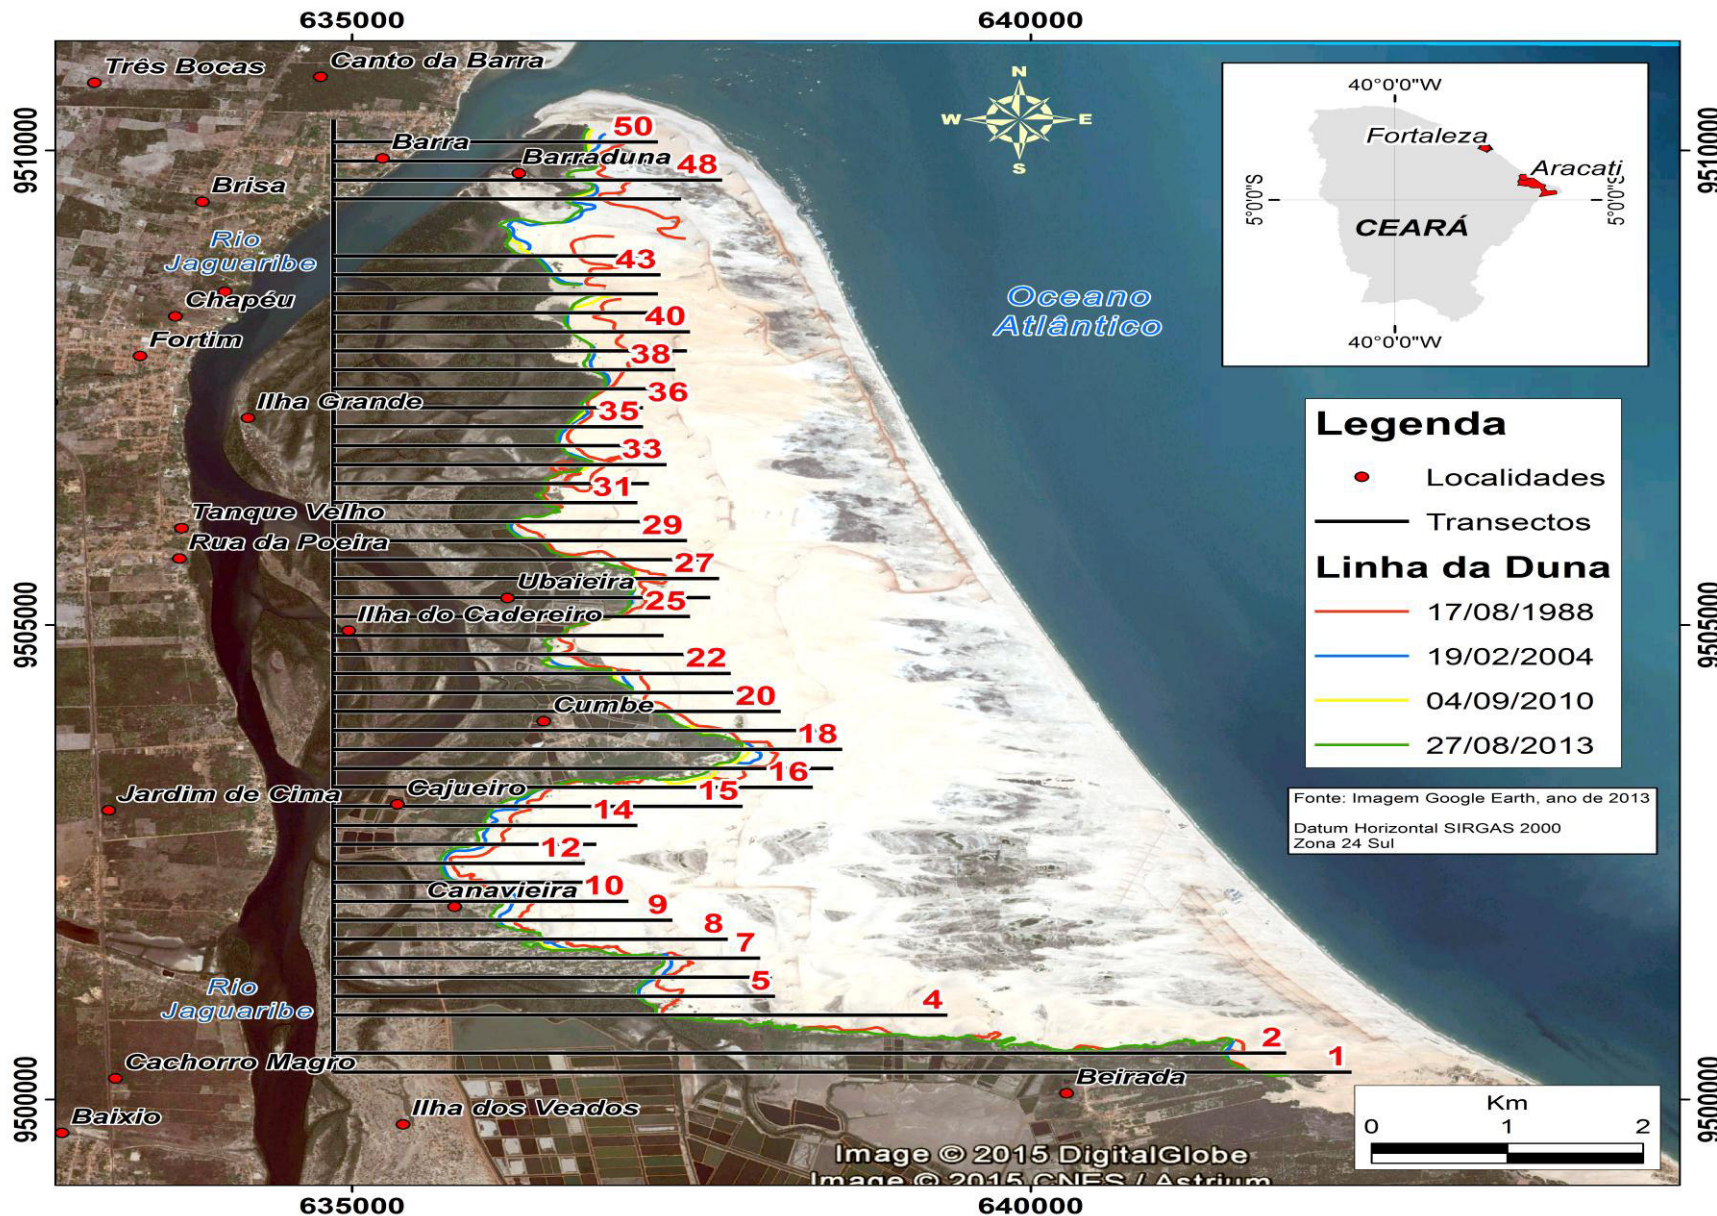 635000
640000
Três Bocas
Canto da Barra
Barra
Barraduna
Brisa
Rio
Jaguaribe
Chapéu
Fortim
Ilha Grande
Tanque Velho
Rua da Poeira
Ubaieira
Ilha do Cadereiro
Cumbe
Jardim de Cima
Cajueiro
Canavieira
Rio
Jaguaribe
Cachorro Magro
Baixio
Ilha dos Veados
Beirada
50
48
43
40
38
36
35
33
31
29
27
25
22
20
18
16
15
14
12
10
9
8
7
5
4
2
1
N
W
E
S
Oceano
Atlântico
40°0'0"W
Fortaleza
Aracati
5°0'0"S
5°0'0"S
CEARÁ
40°0'0"W
Legenda
Localidades
Transectos
Linha da Duna
17/08/1988
19/02/2004
04/09/2010
27/08/2013
Fonte: Imagem Google Earth, ano de 2013
Datum Horizontal SIRGAS 2000
Zona 24 Sul
Km
0 1 2
Image © 2015 DigitalGlobe
Image © 2015 CNES / Astrium
9510000
9505000
9500000
9510000
9505000
9500000
635000
640000